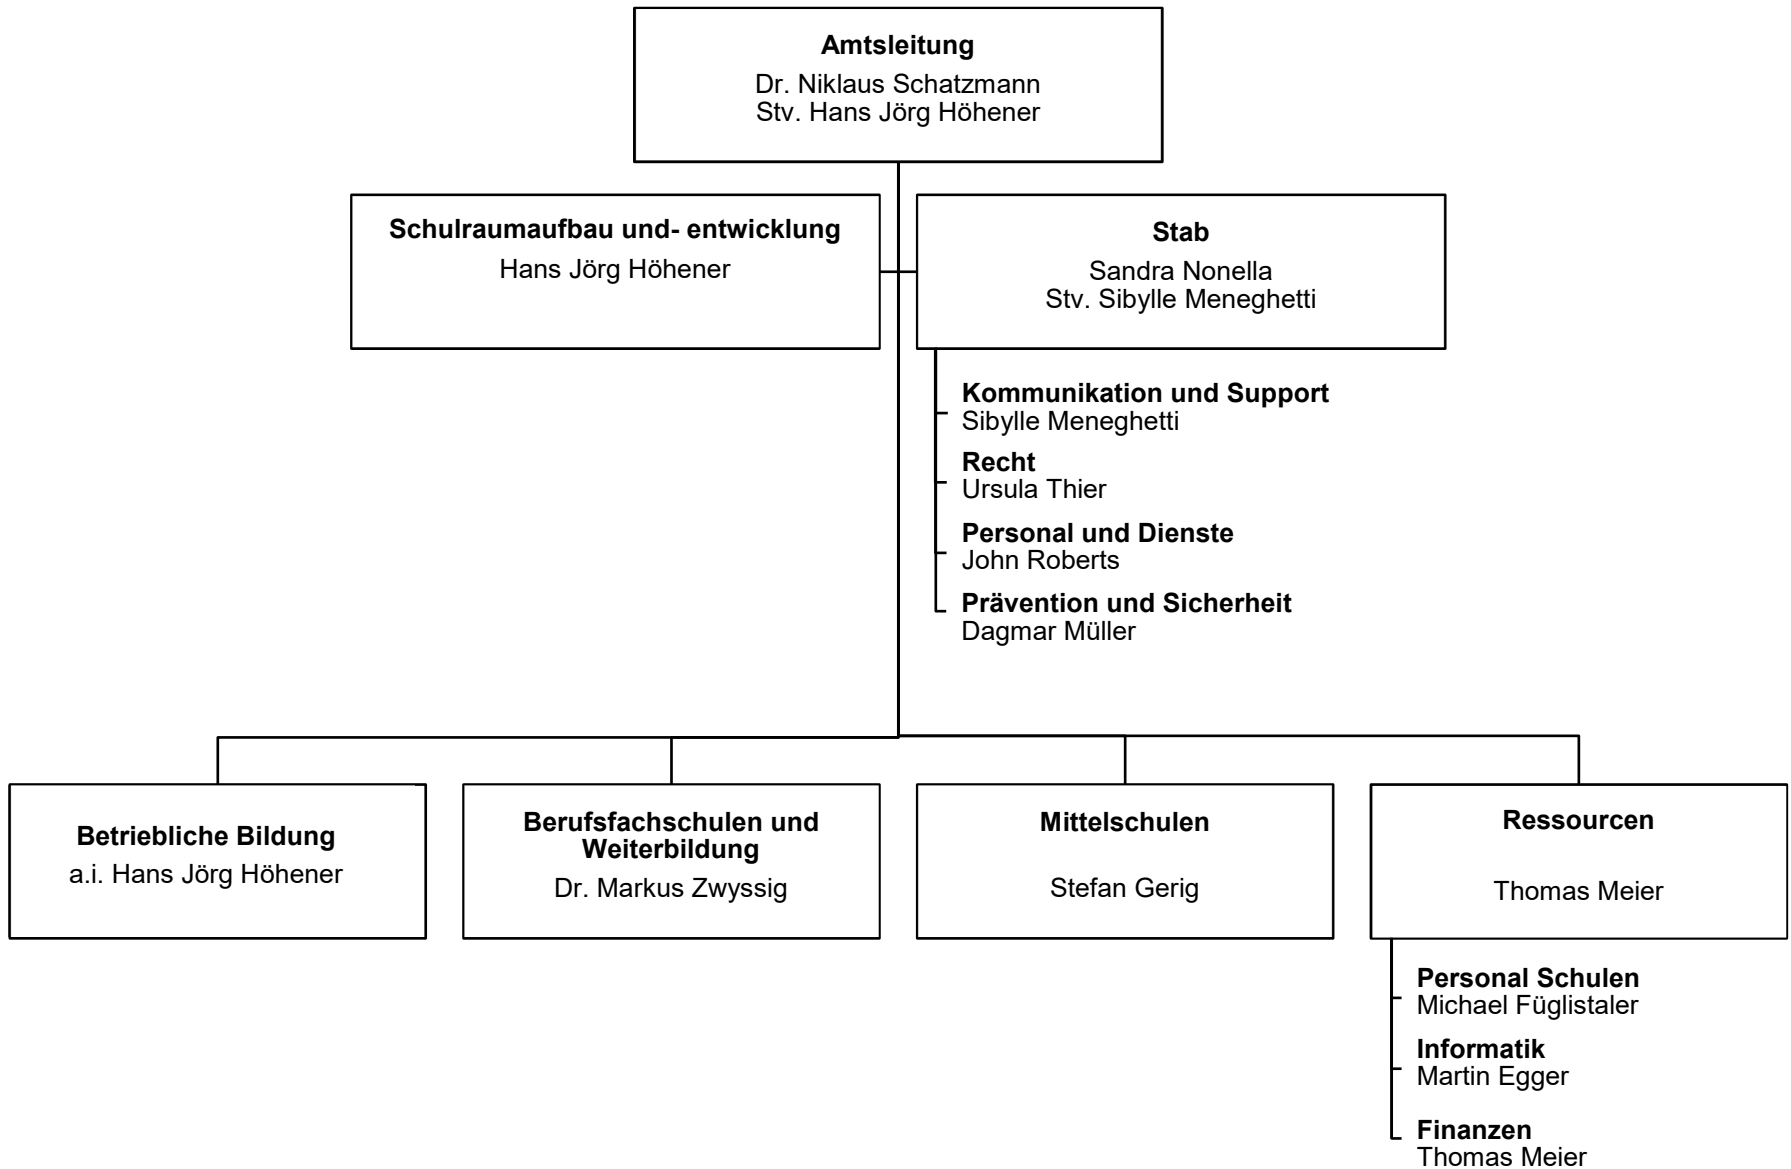 Amtsleitung
Dr. Niklaus Schatzmann
Stv. Hans Jörg Höhener
Schulraumaufbau und- entwicklung
Hans Jörg Höhener
Stab
Sandra Nonella
Stv. Sibylle Meneghetti
Kommunikation und Support
Sibylle Meneghetti
Recht
Ursula Thier
Personal und Dienste
John Roberts
Prävention und Sicherheit
Dagmar Müller
Betriebliche Bildung
a.i. Hans Jörg Höhener
Berufsfachschulen und
Weiterbildung
Dr. Markus Zwyssig
Mittelschulen
Stefan Gerig
Ressourcen
Thomas Meier
Personal Schulen
Michael Füglistaler
Informatik
Martin Egger
Finanzen
Thomas Meier